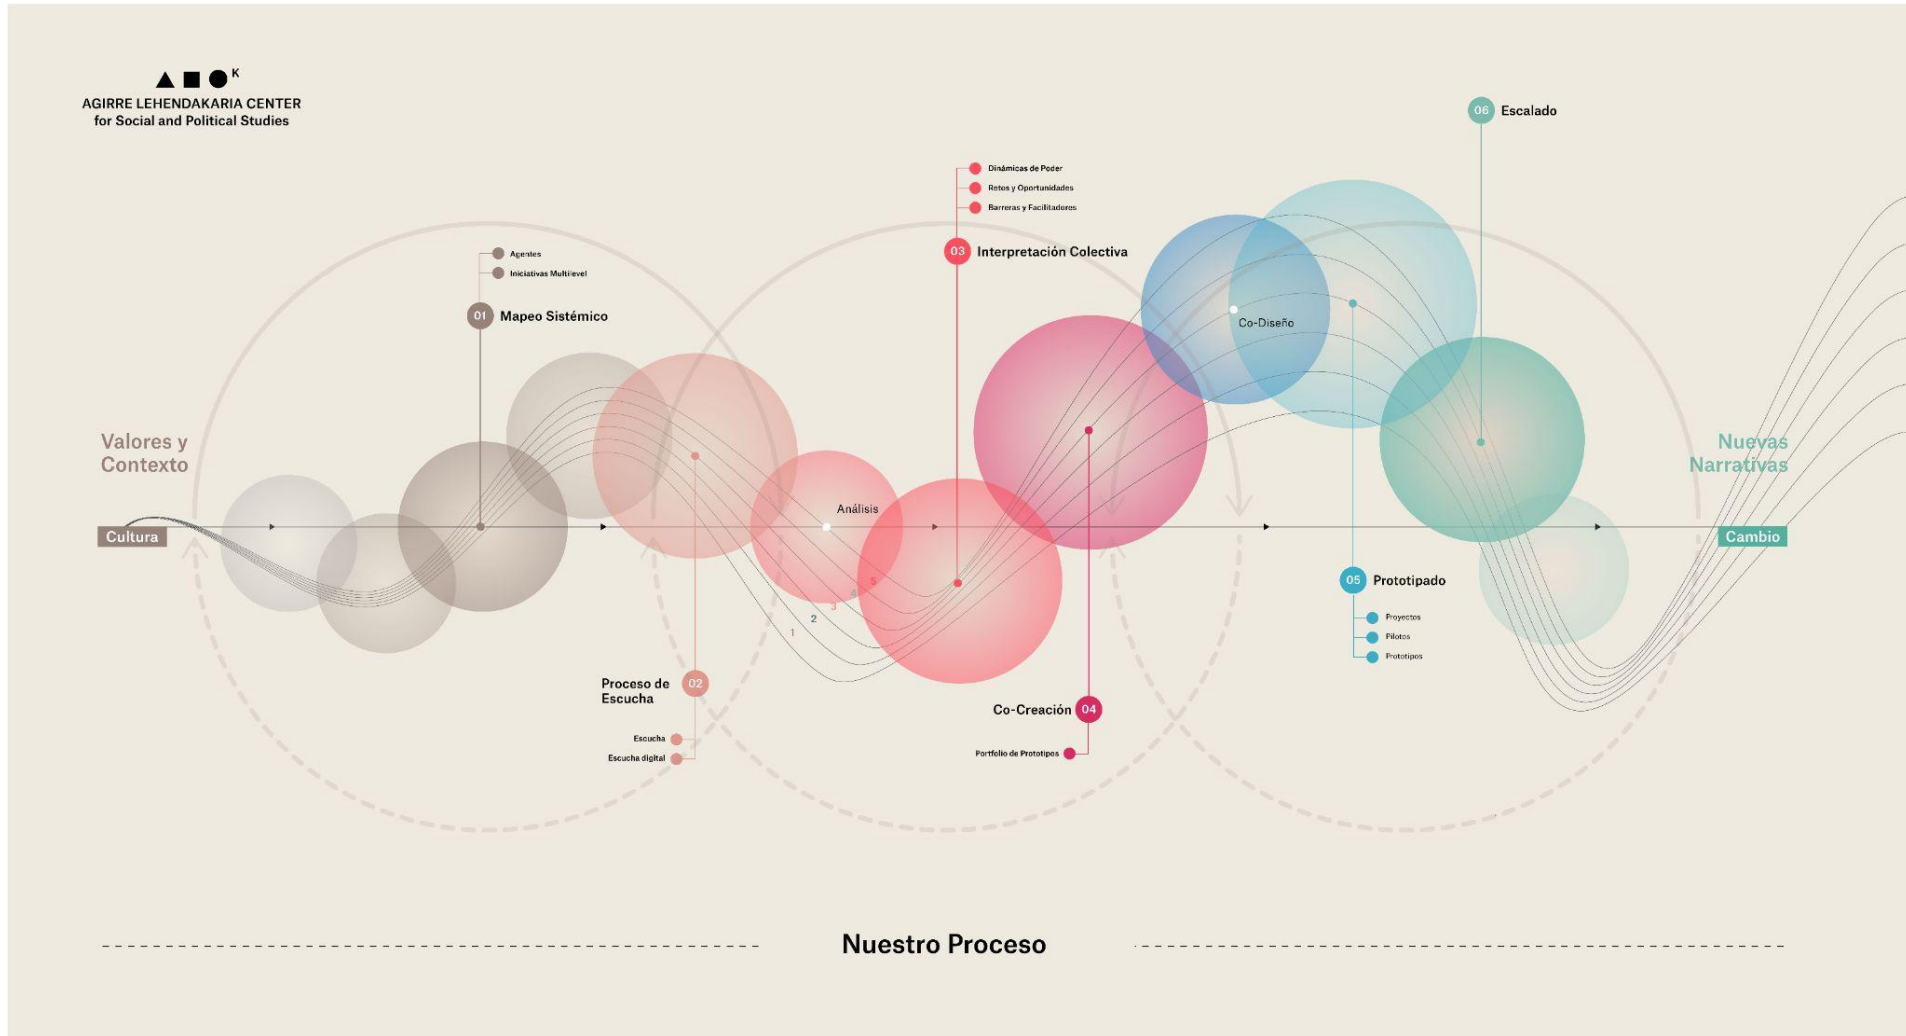 K
AGIRRE LEHENDAKARIA CENTER
for Social and Political Studies
06 Escalado
Dinámicas de Poder
Retos y Oportunidades
Barreras y Facilitadores
03 Interpretación Colectiva
Agentes
Iniciativas Multilevel
01 Mapeo Sistémico
Co-Diseño
Valores y
Contexto
Nuevas
Narrativas
Análisis
Cultura
Cambio
5
4
3
2
1
05 Prototipado
Proyectos
Pilotos
Prototipos
Proceso de
Escucha
02
Escucha
Escucha digital
Co-Creación 04
Portfolio de Prototipos
Nuestro Proceso